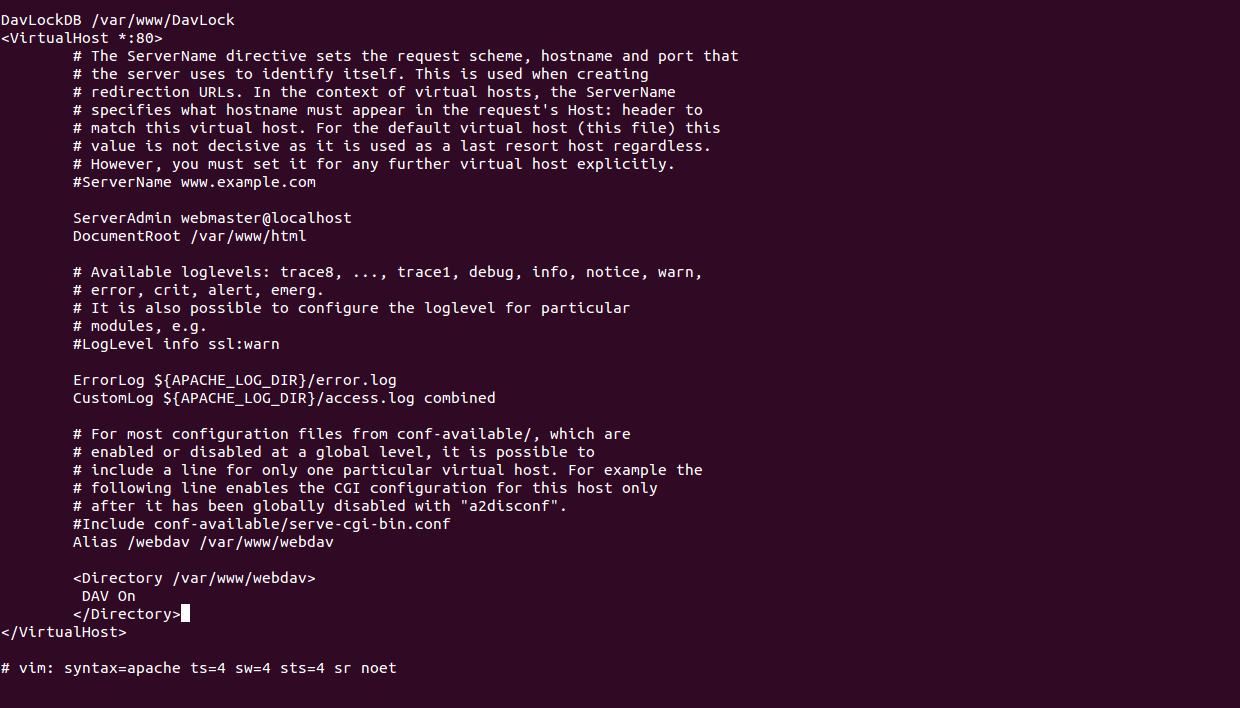 DavLockDB /var/www/DavLock
<VirtualHost *:80>
# The ServerName directive sets the request scheme, hostname and port that
# the server uses to identify itself. This is used when creating
# redirection URLs. In the context of virtual hosts, the ServerName
# specifies what hostname must appear in the request's Host: header to
# match this virtual host. For the default virtual host (this file) this
# value is not decisive as it is used as a last resort host regardless.
# However, you must set it for any further virtual host explicitly.
#ServerName www.example.com
ServerAdmin webmaster@localhost
DocumentRoot /var/www/html
# Available loglevels: trace8, ..., trace1, debug, info, notice, warn,
# error, crit, alert, emerg.
# It is also possible to configure the loglevel for particular
# modules, e.g.
#LogLevel info ssl:warn
ErrorLog ${APACHE_LOG_DIR}/error.log
CustomLog ${APACHE_LOG_DIR}/access.log combined
# For most configuration files from conf-available/, which are
# enabled or disabled at a global level, it is possible to
# include a line for only one particular virtual host. For example the
# following line enables the CGI configuration for this host only
# after it has been globally disabled with "a2disconf".
#Include conf-available/serve-cgi-bin.conf
Alias /webdav /var/www/webdav
<Directory /var/www/webdav>
DAV On
</Directory>
</VirtualHost>
# vim: syntax=apache ts=4 sw=4 sts=4 sr noet